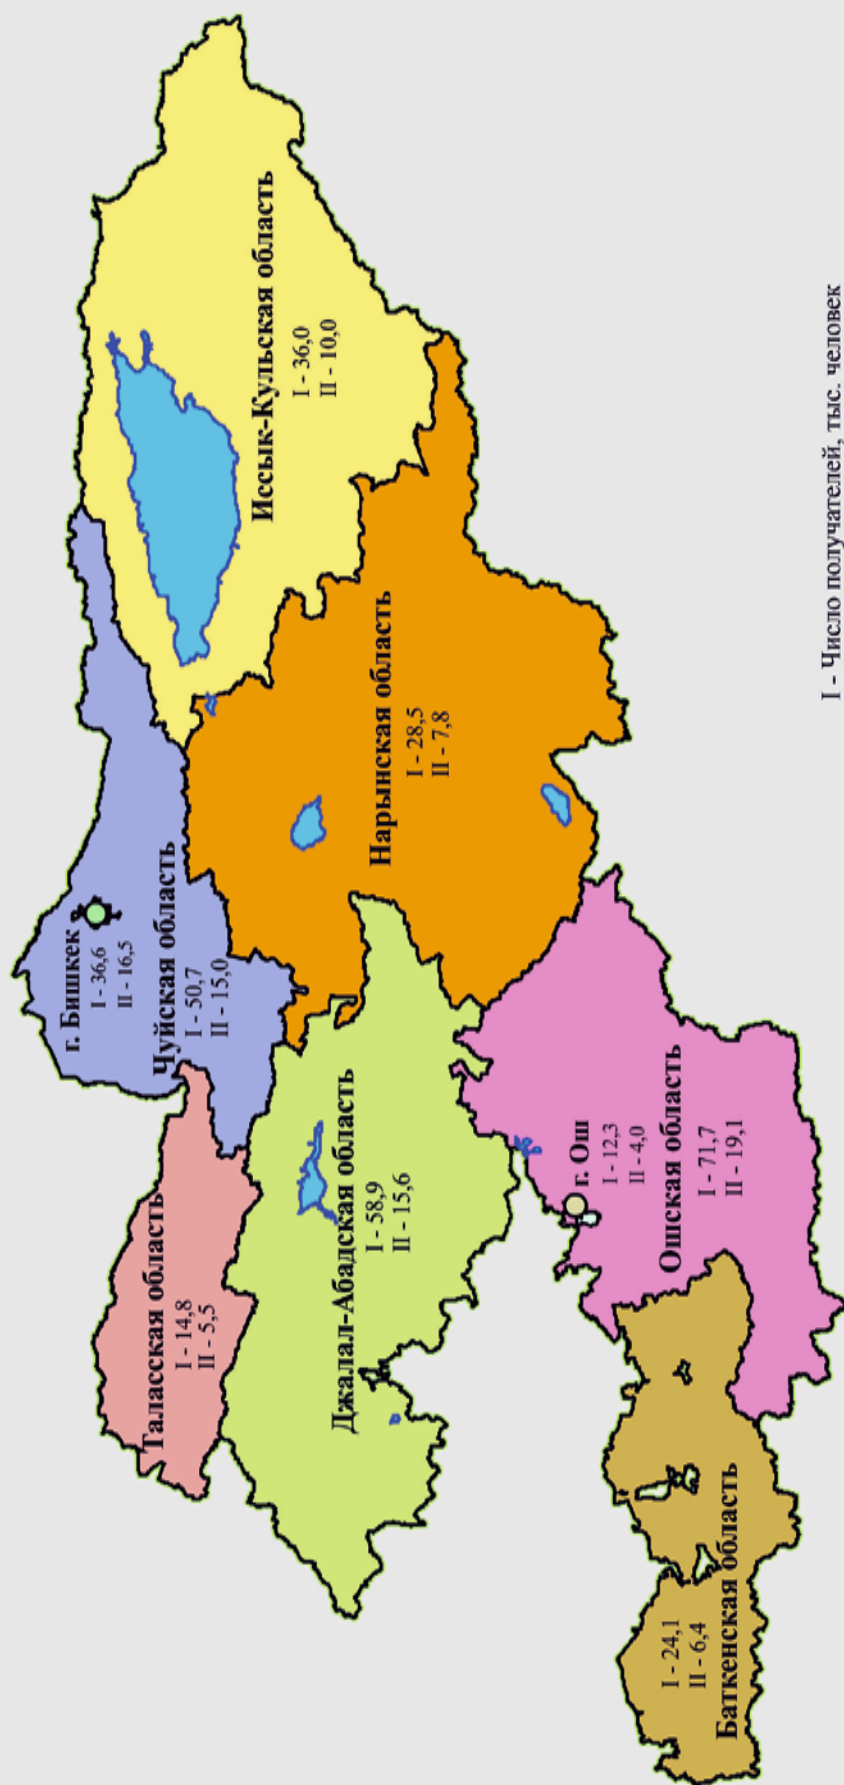 г. Бишкек
I - 36,6
II - 16,5
Чуйская область
I - 50,7
II - 15,0
Таласская область
I - 14,8
II - 5,5
Иссык-Кульская область
I - 36,0
II - 10,0
Нарынская область
I - 28,5
II - 7,8
Джалал-Абадская область
I - 58,9
II - 15,6
г. Ош
I - 12,3
II - 4,0
Ошская область
I - 71,7
II - 19,1
I - 24,1
II - 6,4
Баткенская область
I - Число получателей, тыс. человек